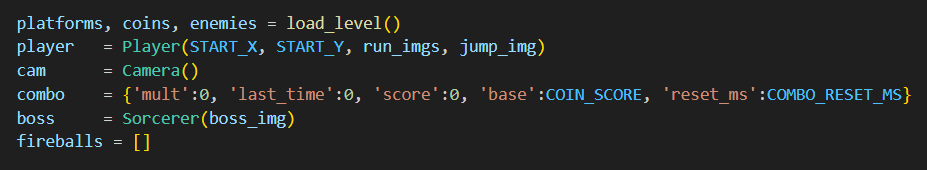 platforms, coins, enemies = load_level()
player   = Player(START_X, START_Y, run_imgs, jump_img)
cam      = Camera()
combo    = {'mult':0, 'last_time':0, 'score':0, 'base':COIN_SCORE, 'reset_ms':COMBO_RESET_MS}
boss     = Sorcerer(boss_img)
fireballs = []